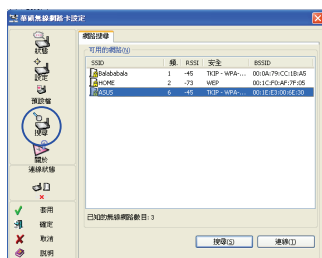 華碩無線網路卡設定
狀態
設定
預設檔
搜尋
關於
連線狀態
套用
確定
取消
說明
網路搜尋
可用的網路(N)
SSID 頻. RSSI 安全 BSSID
Balababala 1 -45 TKIP - WPA-... 00:0A:79:CC:1B:A5
HOME 2 -73 WEP 00:1C:F0:AF:7F:05
ASUS 6 -45 TKIP - WPA-... 00:1E:E3:00:6E:30
已知的無線網路數目: 3
搜尋(S) 連線(T)